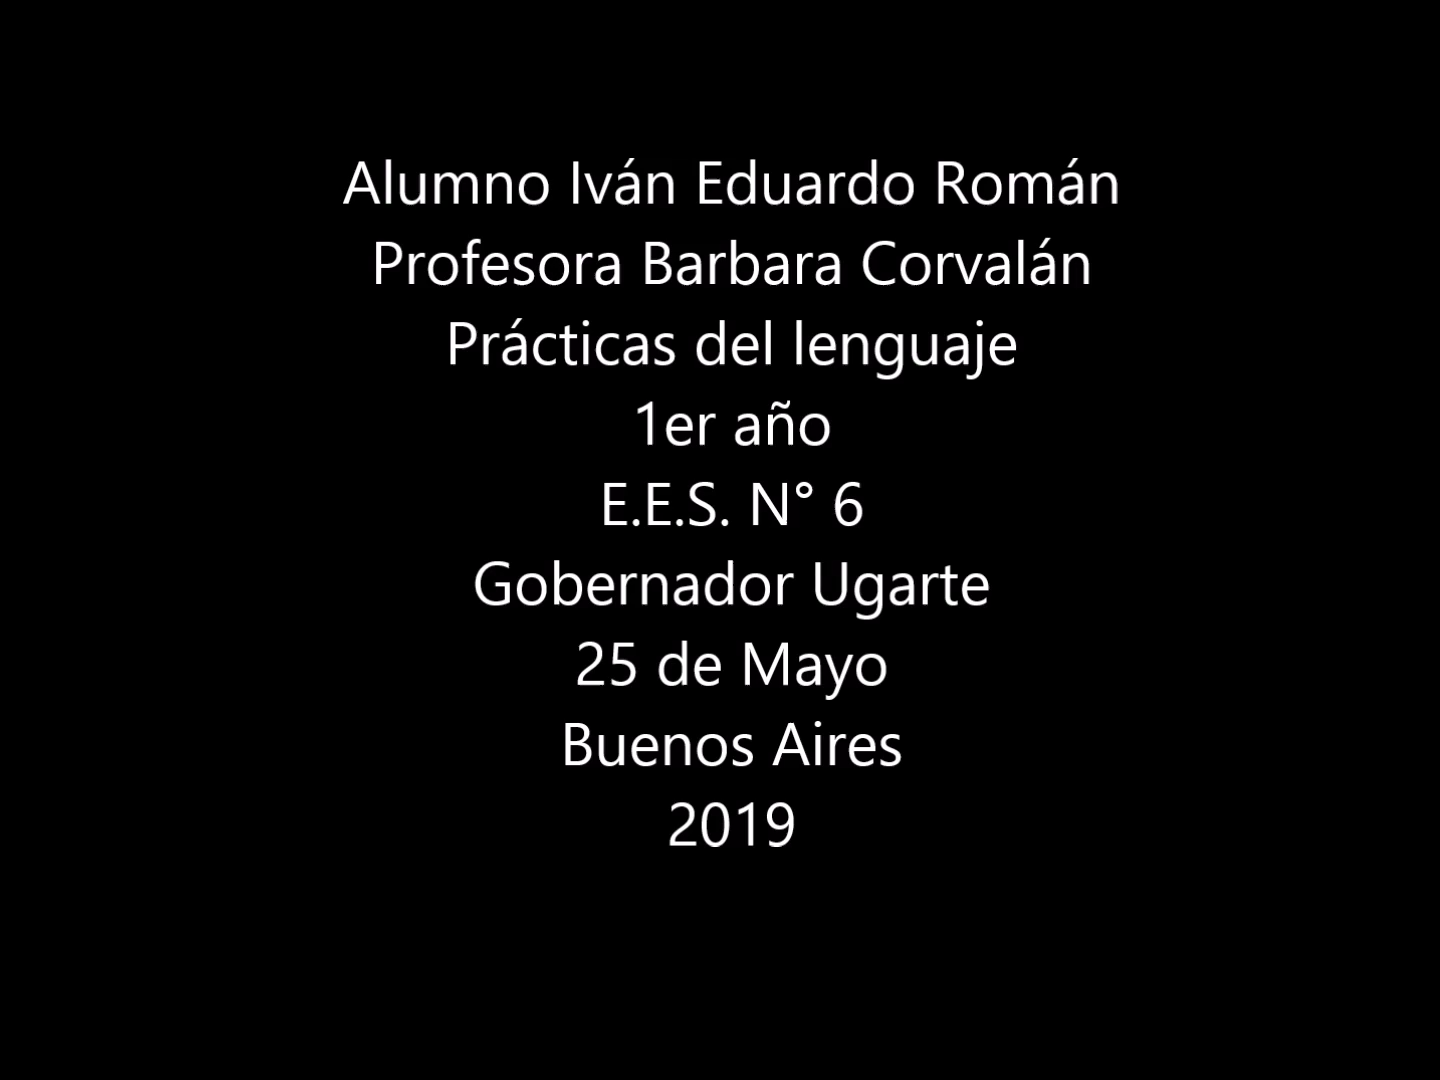 Alumno Iván Eduardo Román
Profesora Barbara Corvalán
Prácticas del lenguaje
1er año
E.E.S. N° 6
Gobernador Ugarte
25 de Mayo
Buenos Aires
2019